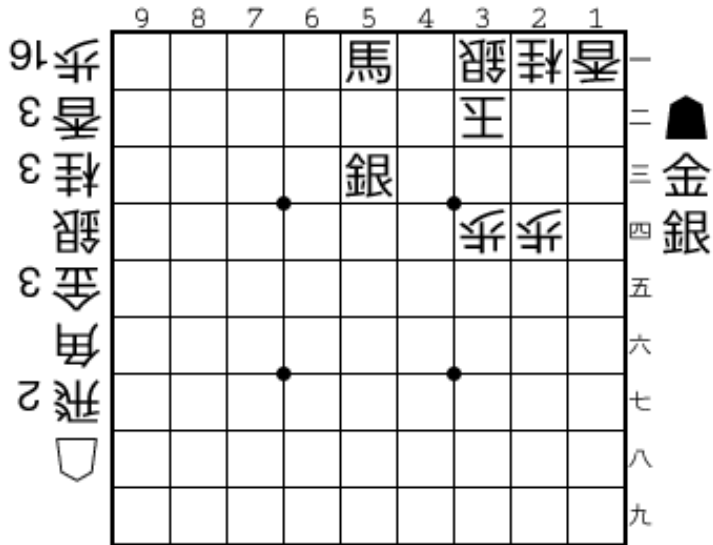 9 8 7 6 5 4 3 2 1
馬 銀 桂 香 一
王 二
銀 三
歩 歩 四
五
六
七
八
九
歩 16
香 3
桂 3
銀
金 3
角
飛 2
金
銀